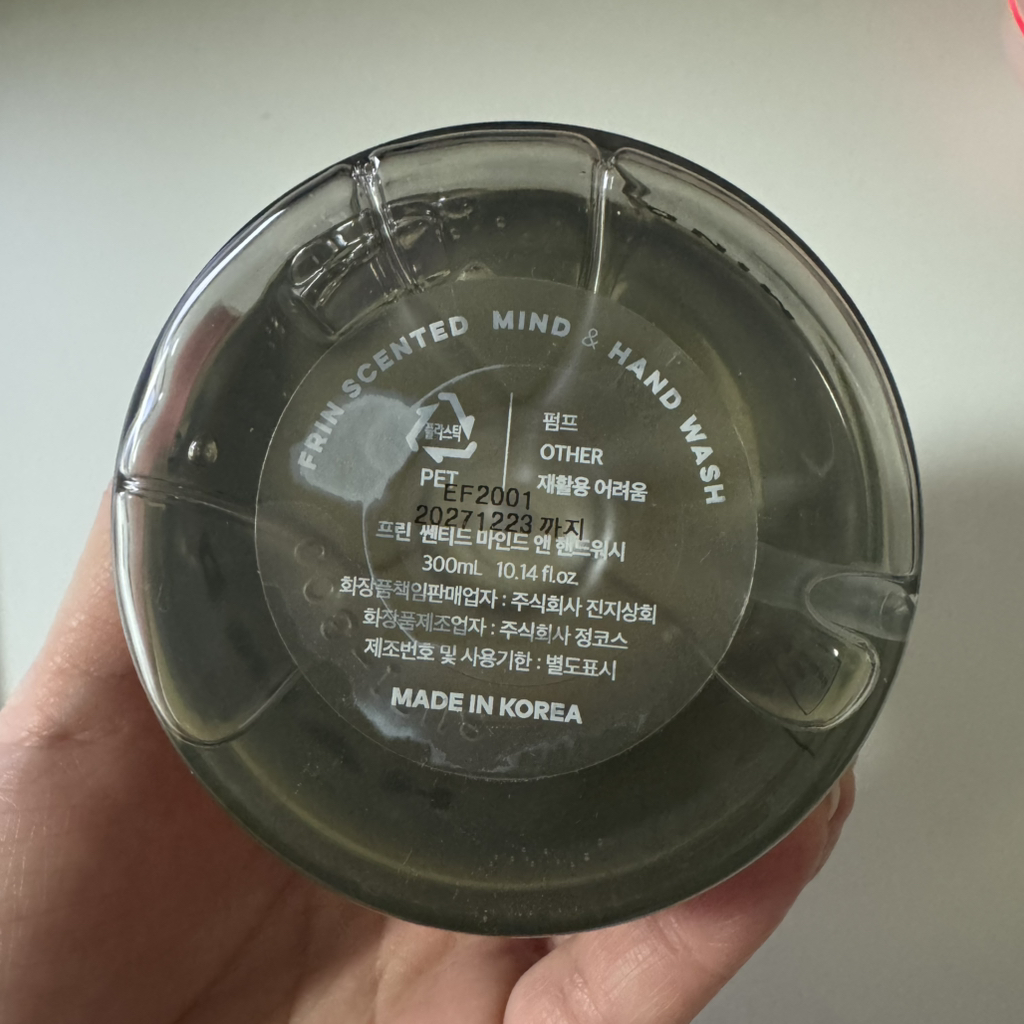 FRIN SCENTED MIND & HAND WASH
플라스틱
PET
펌프
OTHER
재활용 어려움
EF2001
20271223 까지
프린 쎈티드 마인드 앤 핸드워시
300mL 10.14 fl.oz
화장품책임판매업자 : 주식회사 진지상회
화장품제조업자 : 주식회사 정코스
제조번호 및 사용기한 : 별도표시
MADE IN KOREA